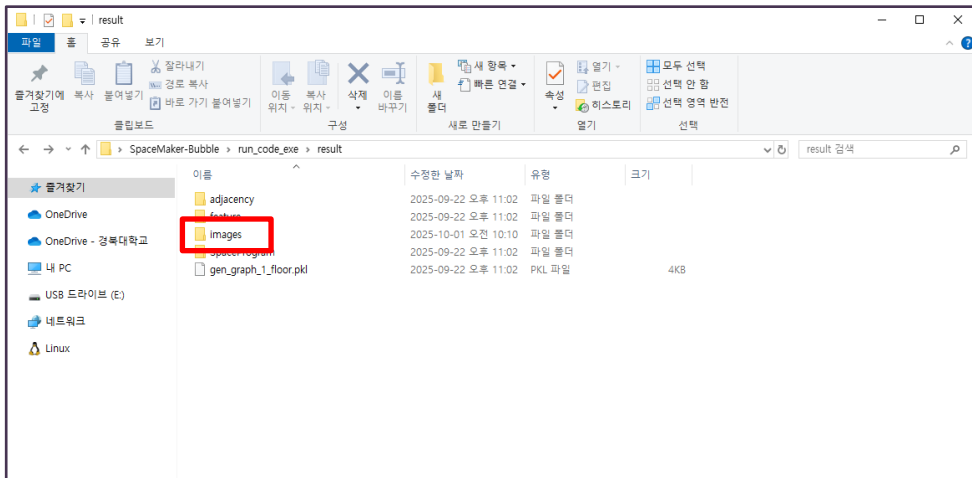 result
파일 홈 공유 보기
즐겨찾기에 고정
복사
붙여넣기
잘라내기
경로 복사
바로 가기 붙여넣기
클립보드
이동 위치
복사 위치
삭제
이름 바꾸기
구성
새 폴더
새 항목
빠른 연결
새로 만들기
속성
열기
편집
히스토리
열기
모두 선택
선택 안 함
선택 영역 반전
선택
SpaceMaker-Bubble › run_code_exe › result
result 검색
즐겨찾기
OneDrive
OneDrive - 경북대학교
내 PC
USB 드라이브 (E:)
네트워크
Linux
이름 수정한 날짜 유형 크기
adjacency 2025-09-22 오후 11:02 파일 폴더
feature 2025-09-22 오후 11:02 파일 폴더
images 2025-10-01 오전 10:10 파일 폴더
SpaceProgram 2025-09-22 오후 11:02 파일 폴더
gen_graph_1_floor.pkl 2025-09-22 오후 11:02 PKL 파일 4KB